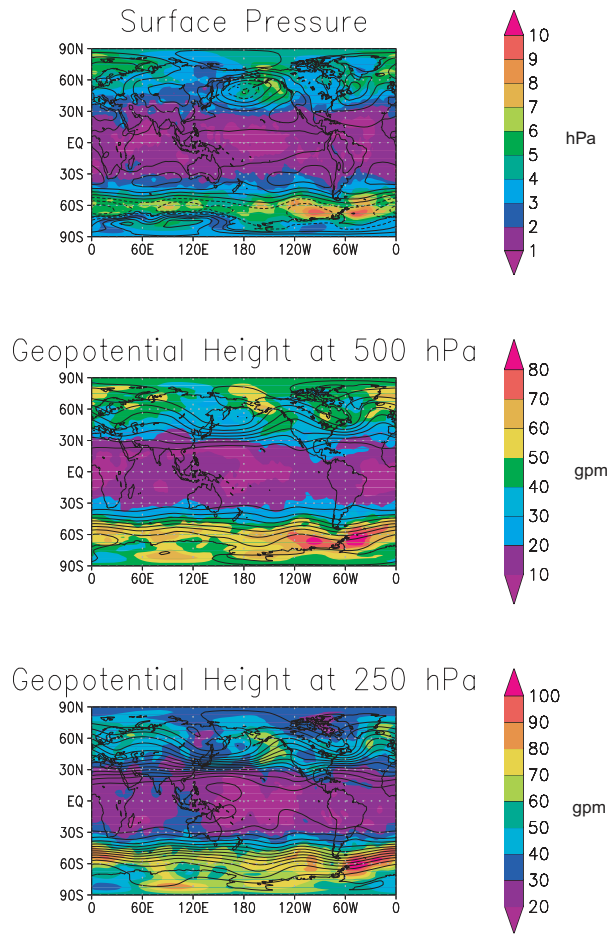 Surface Pressure
90N
60N
30N
EQ
30S
60S
90S
0 60E 120E 180 120W 60W 0
10
9
8
7
6
5
4
3
2
1
hPa
Geopotential Height at 500 hPa
90N
60N
30N
EQ
30S
60S
90S
0 60E 120E 180 120W 60W 0
80
70
60
50
40
30
20
10
gpm
Geopotential Height at 250 hPa
90N
60N
30N
EQ
30S
60S
90S
0 60E 120E 180 120W 60W 0
100
90
80
70
60
50
40
30
20
gpm